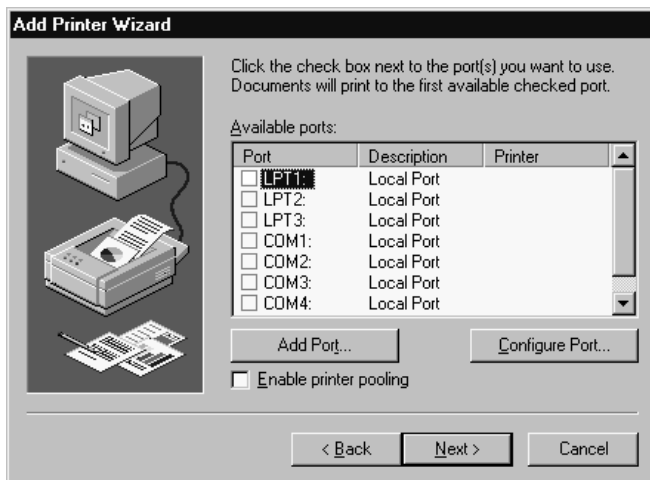 Add Printer Wizard
Click the check box next to the port(s) you want to use.
Documents will print to the first available checked port.
Available ports:
Port Description Printer
LPT1: Local Port
LPT2: Local Port
LPT3: Local Port
COM1: Local Port
COM2: Local Port
COM3: Local Port
COM4: Local Port
Add Port... Configure Port...
Enable printer pooling
< Back Next > Cancel